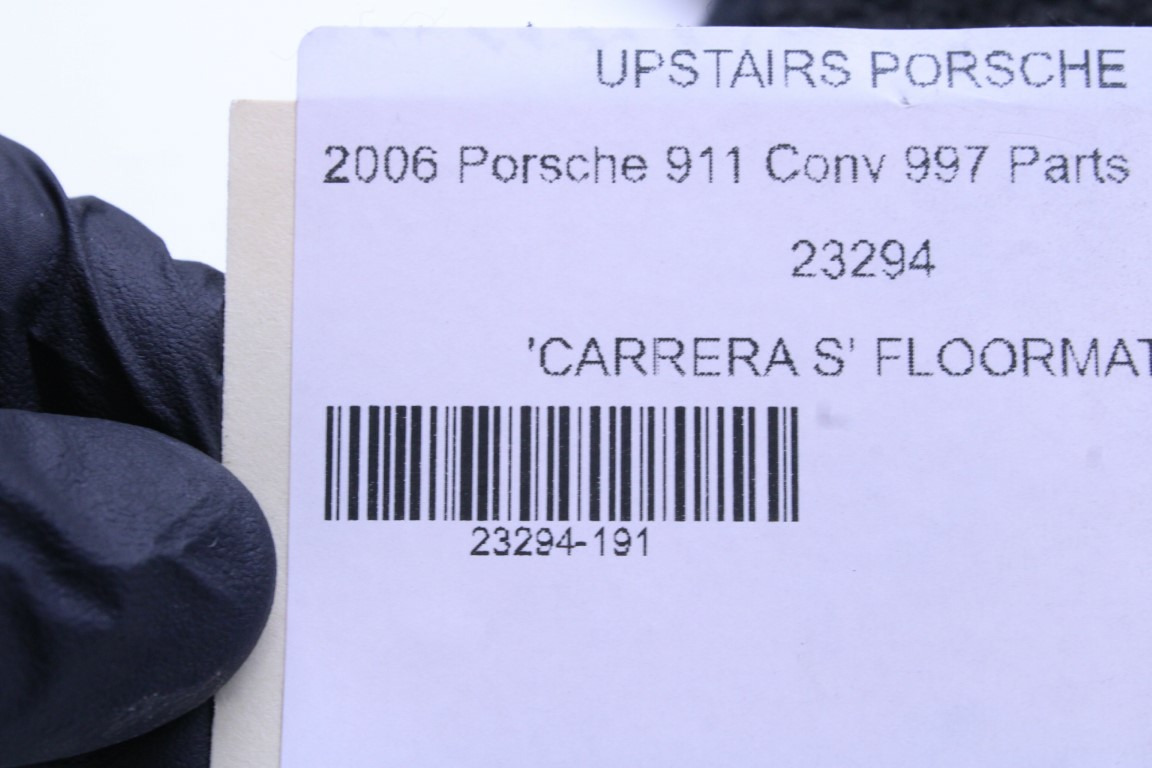 UPSTAIRS PORSCHE
2006 Porsche 911 Conv 997 Parts
23294
'CARRERA S' FLOORMAT
23294-191